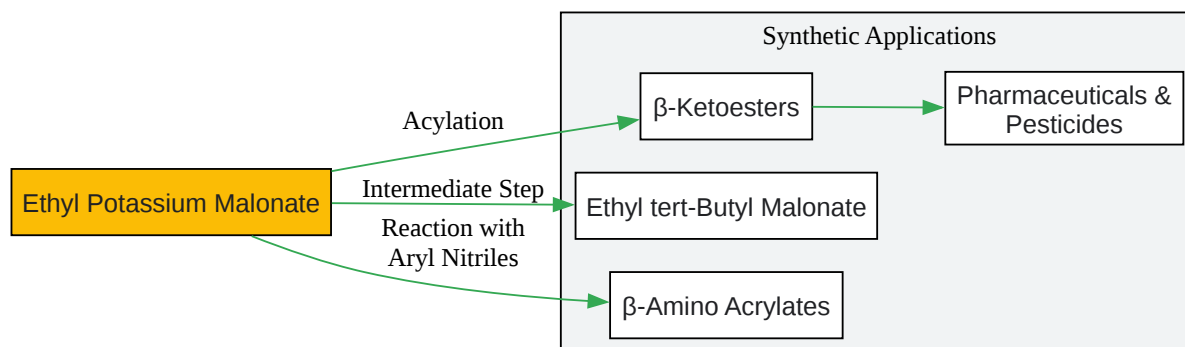 Synthetic Applications
Acylation
β-Ketoesters
Pharmaceuticals &
Pesticides
Ethyl Potassium Malonate
Intermediate Step
Ethyl tert-Butyl Malonate
Reaction with
Aryl Nitriles
β-Amino Acrylates